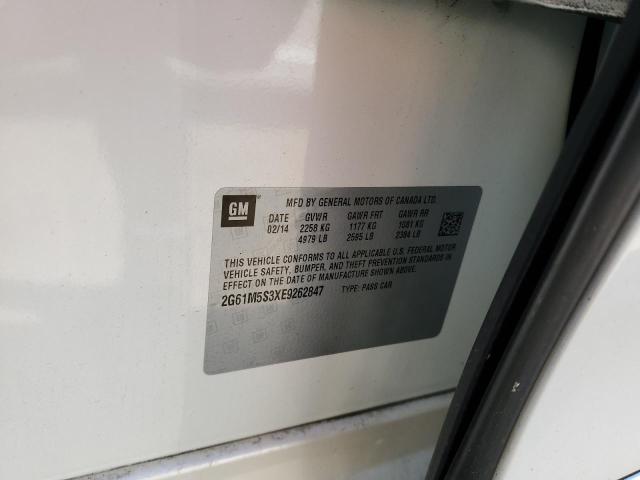 GM
MFD BY GENERAL MOTORS OF CANADA LTD.
DATE GVWR GAWR FRT GAWR RR
02/14 2258 KG 1177 KG 1081 KG
4979 LB 2595 LB 2384 LB
THIS VEHICLE CONFORMS TO ALL APPLICABLE U.S. FEDERAL MOTOR
VEHICLE SAFETY, BUMPER, AND THEFT PREVENTION STANDARDS IN
EFFECT ON THE DATE OF MANUFACTURE SHOWN ABOVE.
2G61M5S3XE9262847 TYPE: PASS CAR